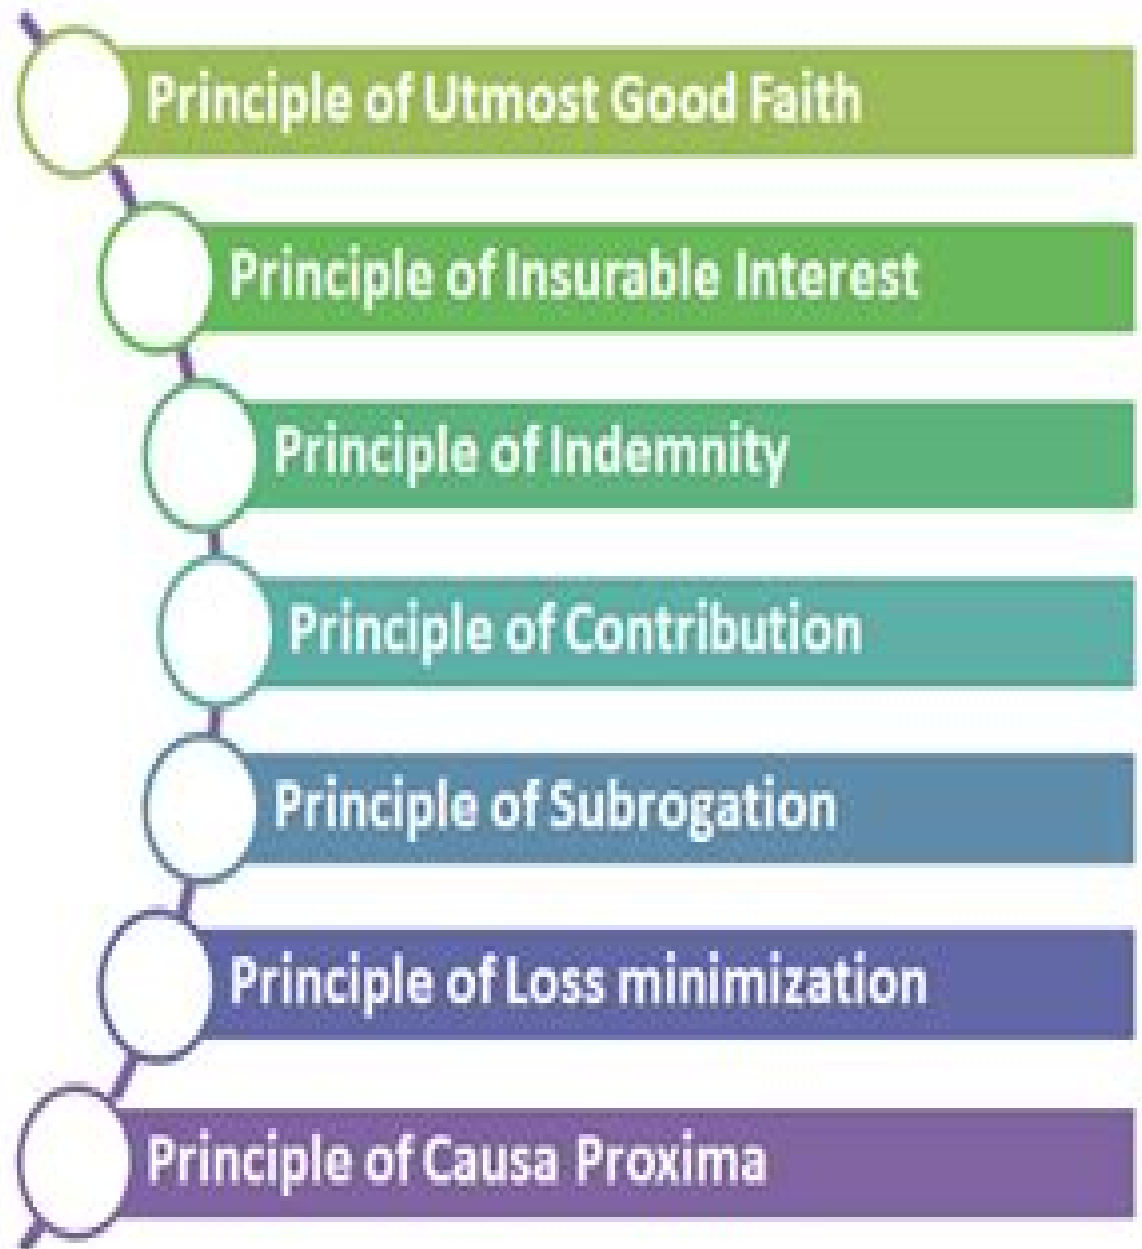 Principle of Utmost Good Faith
Principle of Insurable Interest
Principle of Indemnity
Principle of Contribution
Principle of Subrogation
Principle of Loss minimization
Principle of Causa Proxima